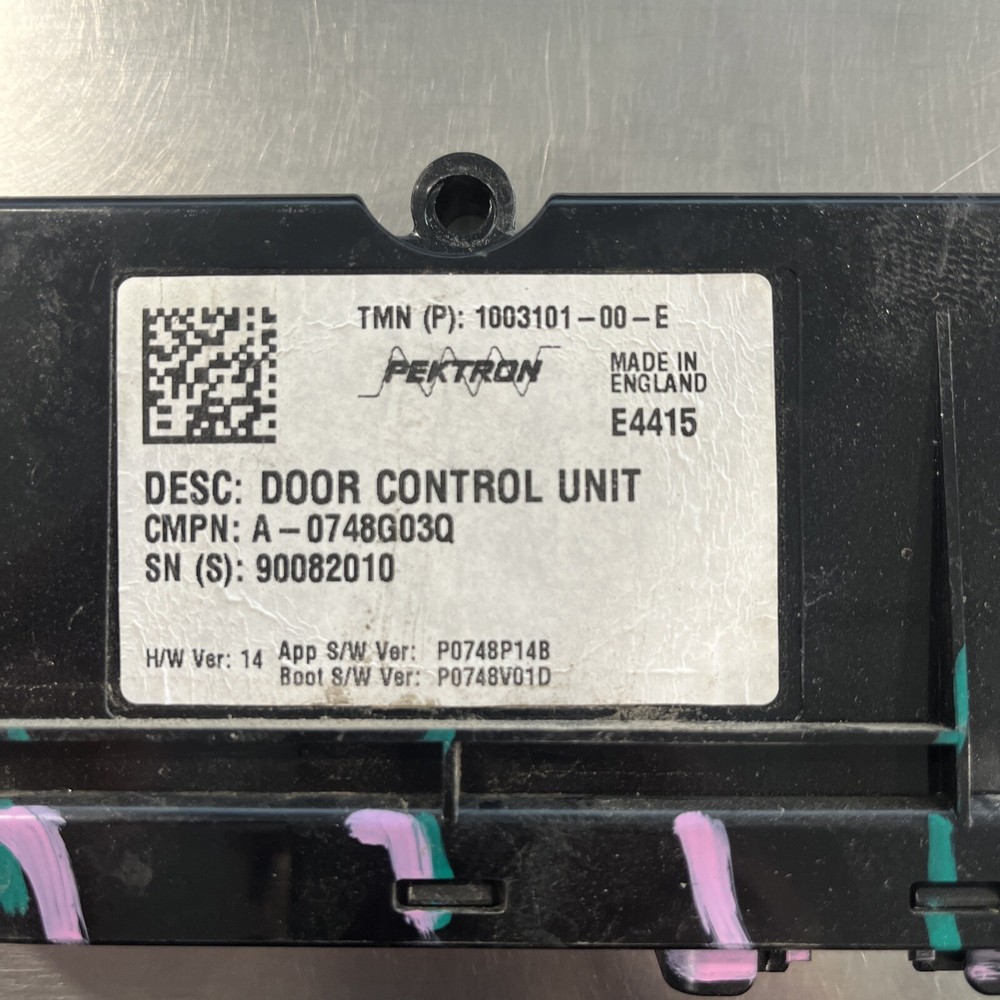 TMN (P): 1003101-00-E
PEKTRON
MADE IN
ENGLAND
E4415
DESC: DOOR CONTROL UNIT
CMPN: A-0748G03Q
SN (S): 90082010
H/W Ver: 14
App S/W Ver: P0748P14B
Boot S/W Ver: P0748V01D